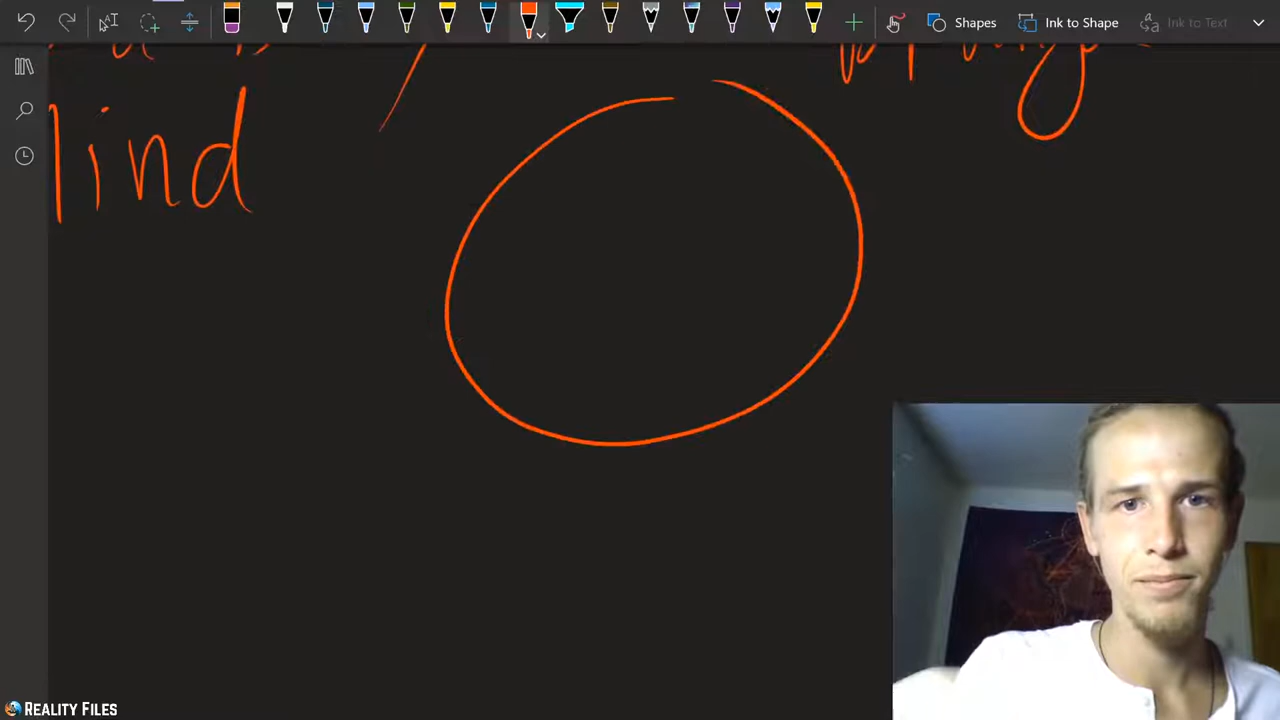 Shapes
Ink to Shape
Ink to Text
lind
REALITY FILES